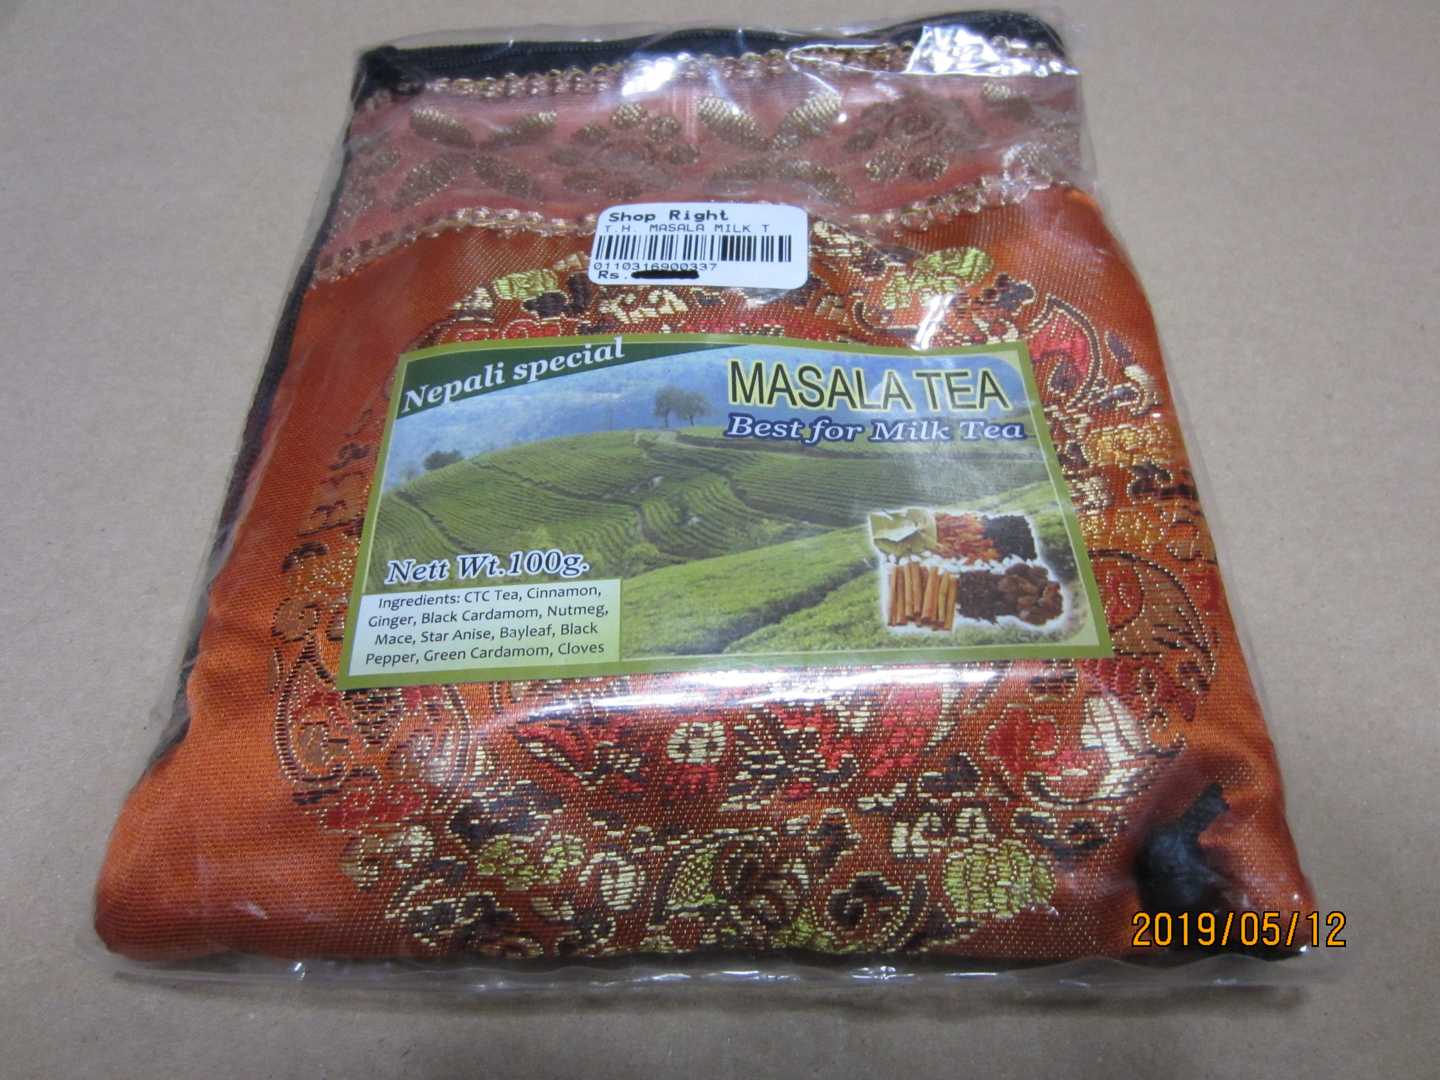 Shop Right
T.H. MASALA MILK T
0110316900337
Rs.
Nepali special
MASALA TEA
Best for Milk Tea
Nett Wt.100g.
Ingredients: CTC Tea, Cinnamon,
Ginger, Black Cardamom, Nutmeg,
Mace, Star Anise, Bayleaf, Black
Pepper, Green Cardamom, Cloves
2019/05/12